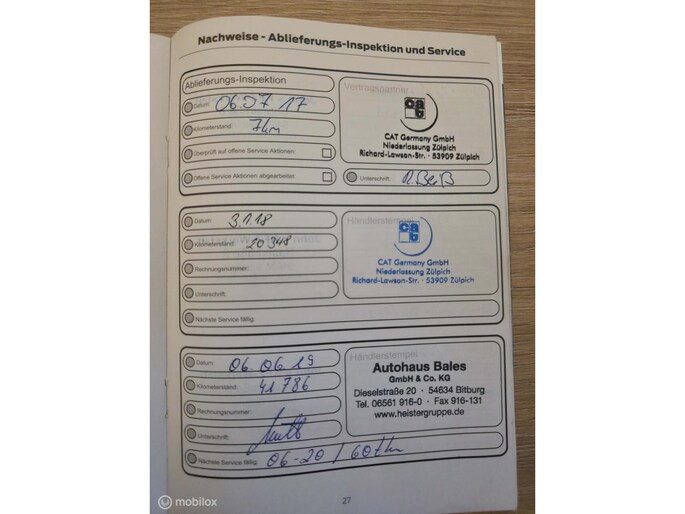 Nachweise - Ablieferungs-Inspektion und Service
Ablieferungs-Inspektion
Datum: 06.07 17
Kilometerstand: 7km
Überprüft auf offene Service Aktionen:
Offene Service Aktionen abgearbeitet:
Vertragspartner
cat
CAT Germany GmbH
Niederlassung Zülpich
Richard-Lawson-Str. · 53909 Zülpich
Unterschrift:
Datum: 3.1.18
Kilometerstand: 20 348
Rechnungsnummer:
Unterschrift:
Nächste Service fällig:
Händlerstempel
cat
CAT Germany GmbH
Niederlassung Zülpich
Richard-Lawson-Str. · 53909 Zülpich
Datum: 06.06.19
Kilometerstand: 41 786
Rechnungsnummer:
Unterschrift:
Nächste Service fällig: 06-20 / 60tkm
Händlerstempel
Autohaus Bales
GmbH & Co. KG
Dieselstraße 20 · 54634 Bitburg
Tel. 06561 916-0 · Fax 916-131
www.heistergruppe.de
27
mobilox